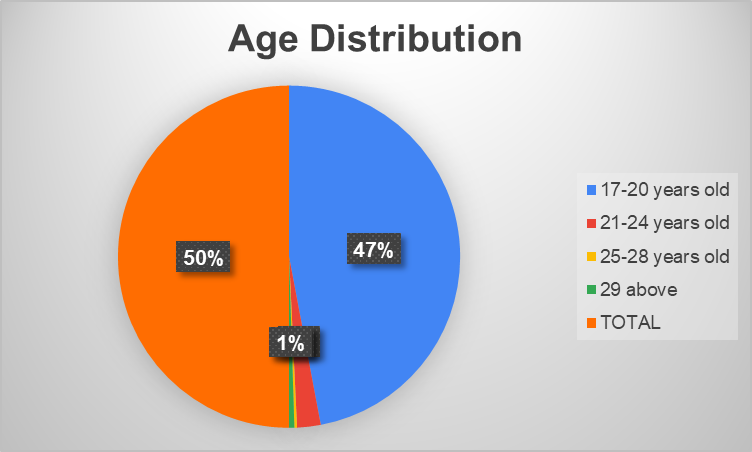 Age Distribution
17-20 years old
21-24 years old
25-28 years old
29 above
TOTAL
47%
50%
1%